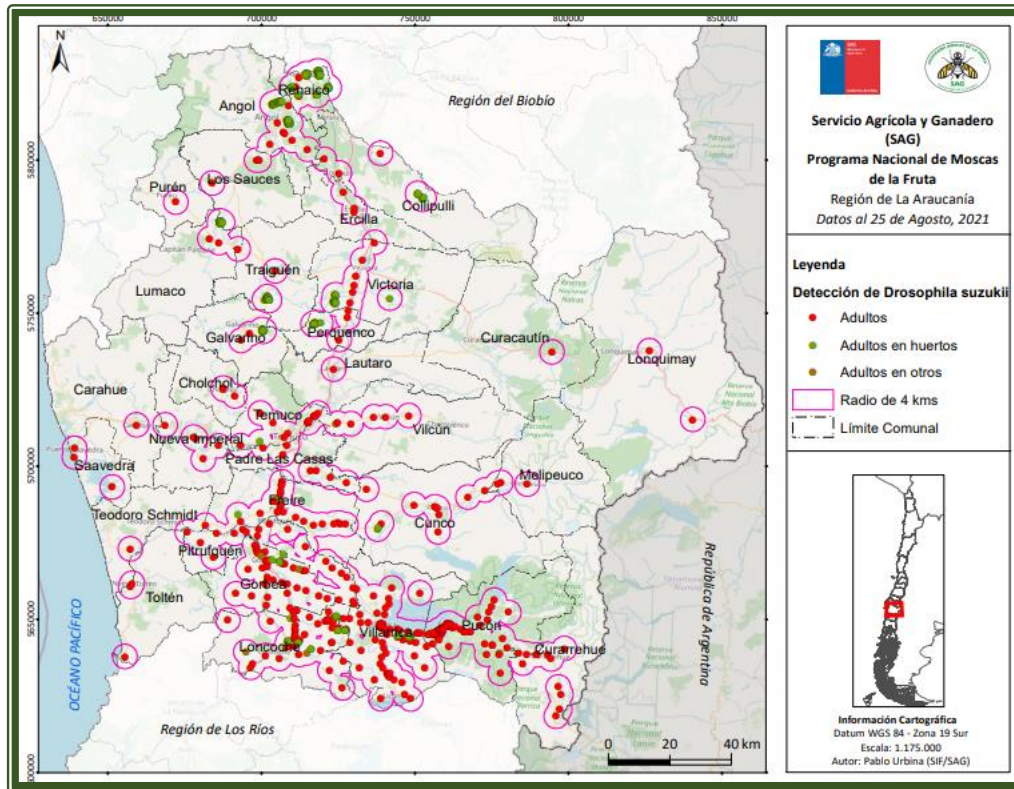 650000
700000
750000
800000
850000
N
Renaico
Angol
Región del Biobío
5800000
Los Sauces
Purén
Collipulli
Ercilla
Traiguén
Victoria
Lumaco
5750000
Perquenco
Galvarino
Curacautín
Lonquimay
Lautaro
Carahue
Cholchol
Temuco
Vilcún
Nueva Imperial
Padre Las Casas
5700000
Saavedra
Melipeuco
Freire
Teodoro Schmidt
Cunco
Pitrufquén
Gorbea
Toltén
República de Argentina
OCÉANO PACÍFICO
5650000
Villarrica
Pucón
Loncoche
Curarrehue
Región de Los Ríos
0 20 40 km
SAG
Servicio Agrícola y Ganadero
(SAG)
Programa Nacional de Moscas
de la Fruta
Región de La Araucanía
Datos al 25 de Agosto, 2021
Leyenda
Detección de Drosophila suzukii
Adultos
Adultos en huertos
Adultos en otros
Radio de 4 kms
Límite Comunal
Información Cartográfica
Datum WGS 84 - Zona 19 Sur
Escala: 1.175.000
Autor: Pablo Urbina (SIF/SAG)